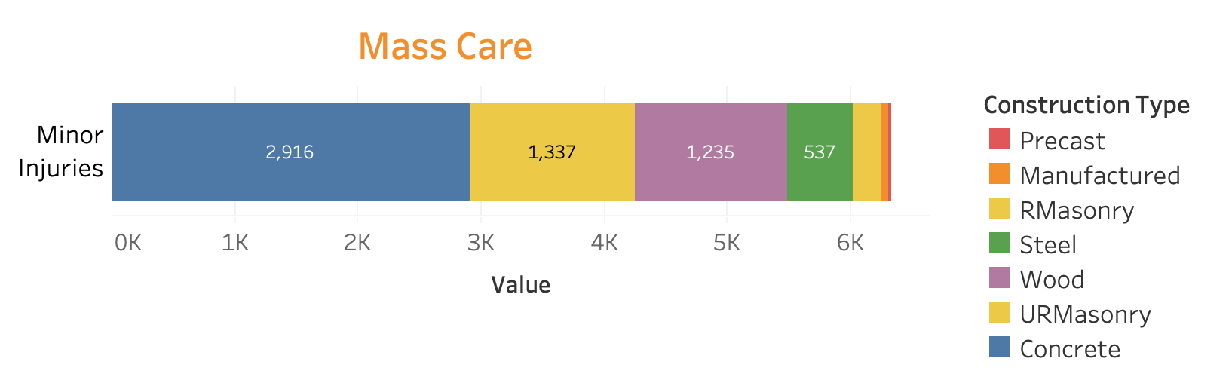 Mass Care
Minor
Injuries
2,916
1,337
1,235
537
0K
1K
2K
3K
4K
5K
6K
Value
Construction Type
Precast
Manufactured
RMasonry
Steel
Wood
URMasonry
Concrete